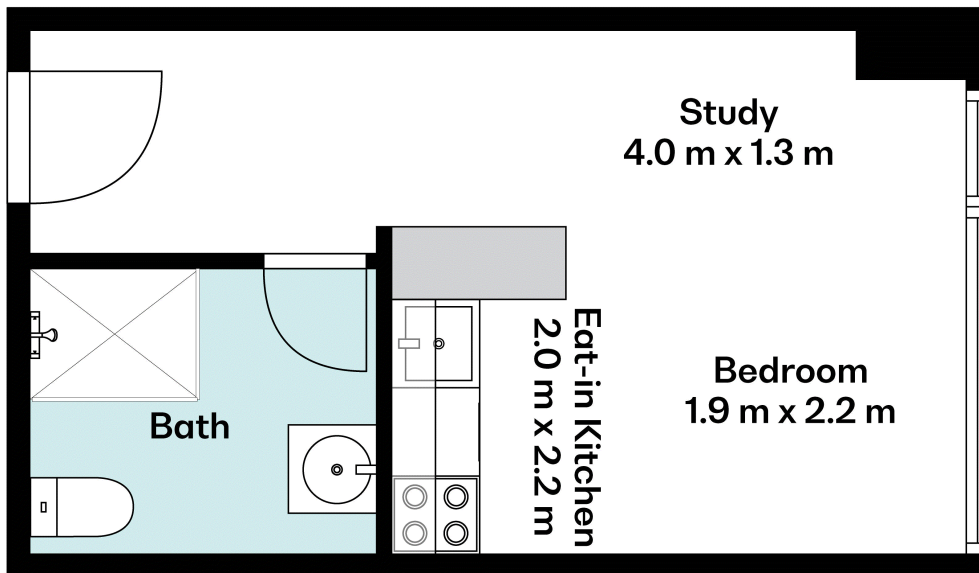 Study
4.0 m x 1.3 m
Eat-in Kitchen
2.0 m x 2.2 m
Bedroom
1.9 m x 2.2 m
Bath